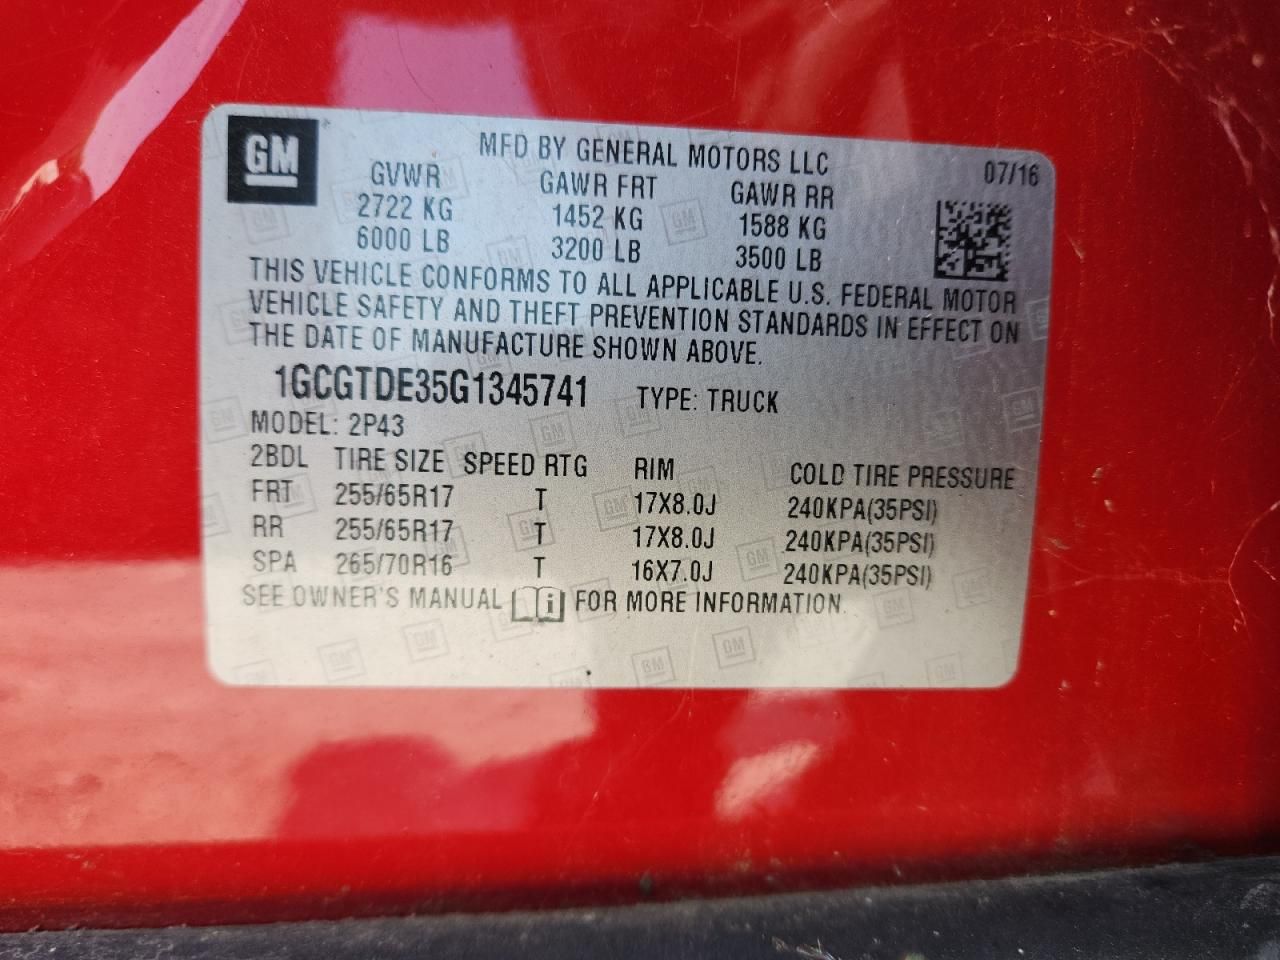 GM
MFD BY GENERAL MOTORS LLC 07/16
GVWR GAWR FRT GAWR RR
2722 KG 1452 KG 1588 KG
6000 LB 3200 LB 3500 LB
THIS VEHICLE CONFORMS TO ALL APPLICABLE U.S. FEDERAL MOTOR
VEHICLE SAFETY AND THEFT PREVENTION STANDARDS IN EFFECT ON
THE DATE OF MANUFACTURE SHOWN ABOVE.
1GCGTDE35G1345741 TYPE: TRUCK
MODEL: 2P43
2BDL TIRE SIZE SPEED RTG RIM COLD TIRE PRESSURE
FRT 255/65R17 T 17X8.0J 240KPA(35PSI)
RR 255/65R17 T 17X8.0J 240KPA(35PSI)
SPA 265/70R16 T 16X7.0J 240KPA(35PSI)
SEE OWNER'S MANUAL i FOR MORE INFORMATION.